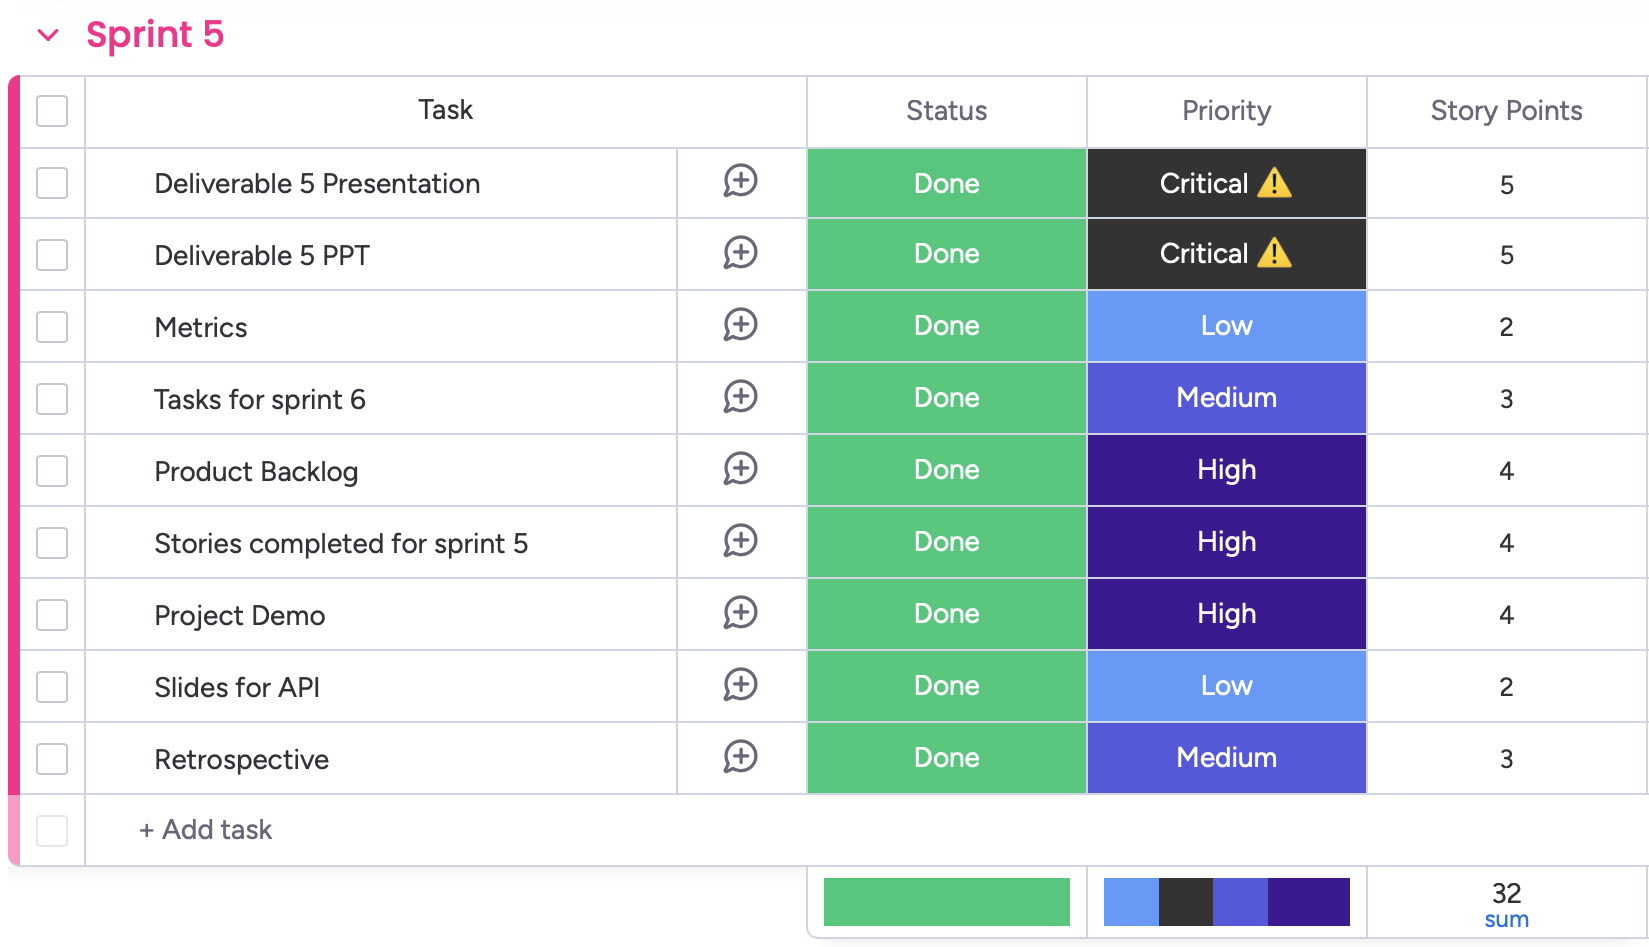 Sprint 5
Task Status Priority Story Points
Deliverable 5 Presentation Done Critical ⚠️ 5
Deliverable 5 PPT Done Critical ⚠️ 5
Metrics Done Low 2
Tasks for sprint 6 Done Medium 3
Product Backlog Done High 4
Stories completed for sprint 5 Done High 4
Project Demo Done High 4
Slides for API Done Low 2
Retrospective Done Medium 3
+ Add task
32
sum